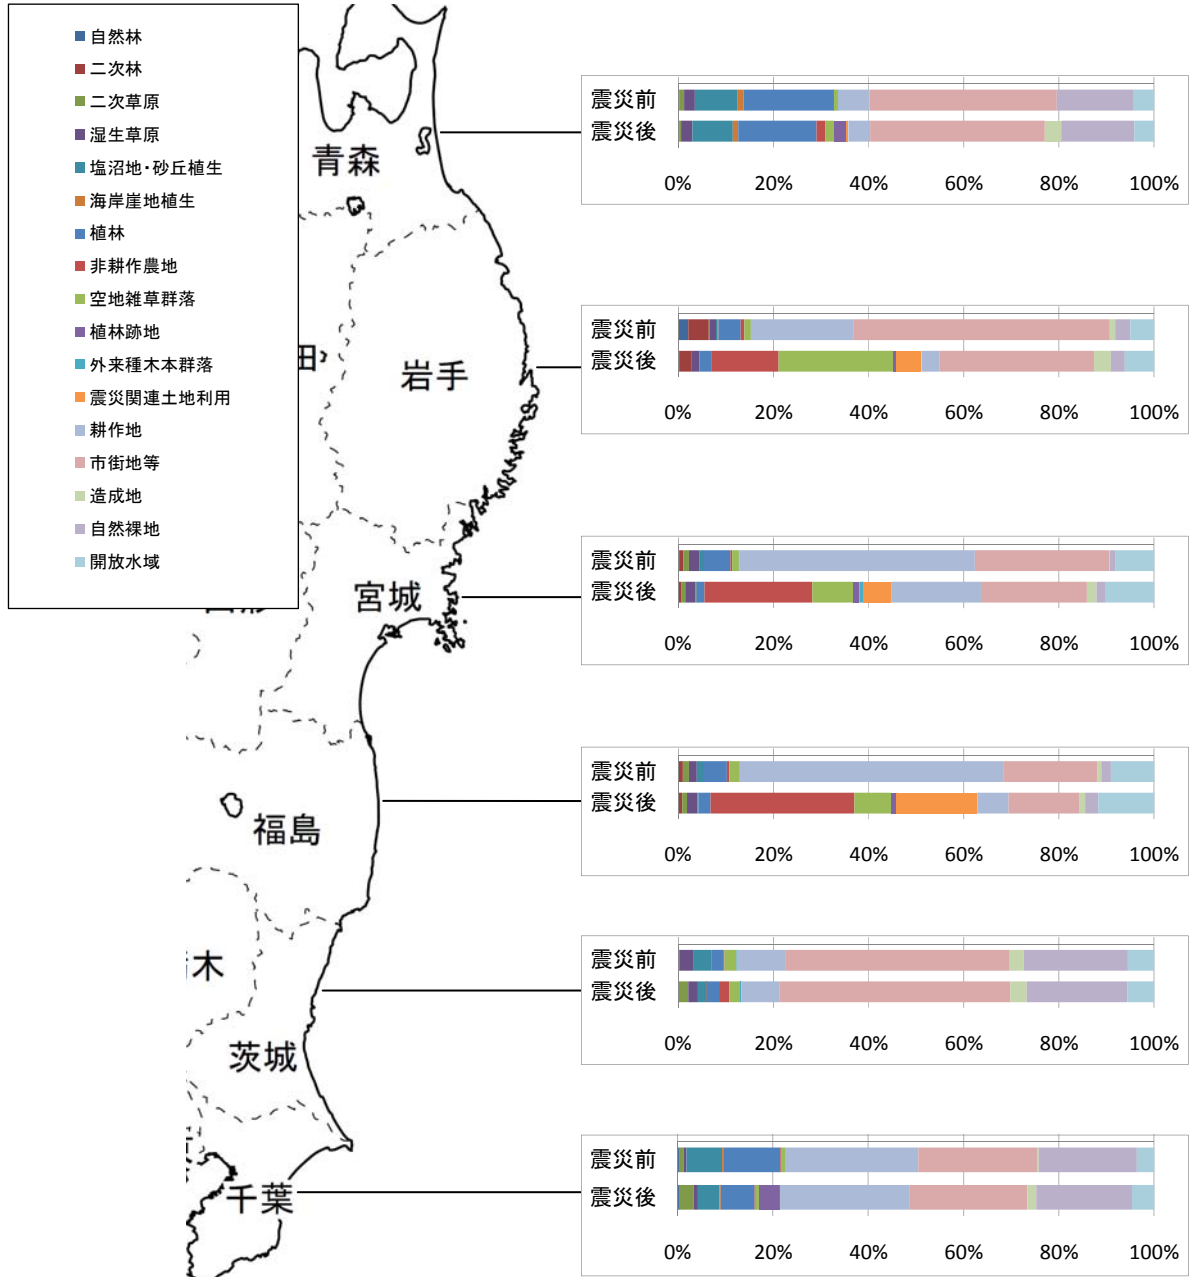 自然林
二次林
二次草原
湿生草原
塩沼地・砂丘植生
海岸崖地植生
植林
非耕作農地
空地雑草群落
植林跡地
外来種木本群落
震災関連土地利用
耕作地
市街地等
造成地
自然裸地
開放水域
青森
田
岩手
宮城
福島
木
茨城
千葉
震災前
震災後
0% 20% 40% 60% 80% 100%
震災前
震災後
0% 20% 40% 60% 80% 100%
震災前
震災後
0% 20% 40% 60% 80% 100%
震災前
震災後
0% 20% 40% 60% 80% 100%
震災前
震災後
0% 20% 40% 60% 80% 100%
震災前
震災後
0% 20% 40% 60% 80% 100%